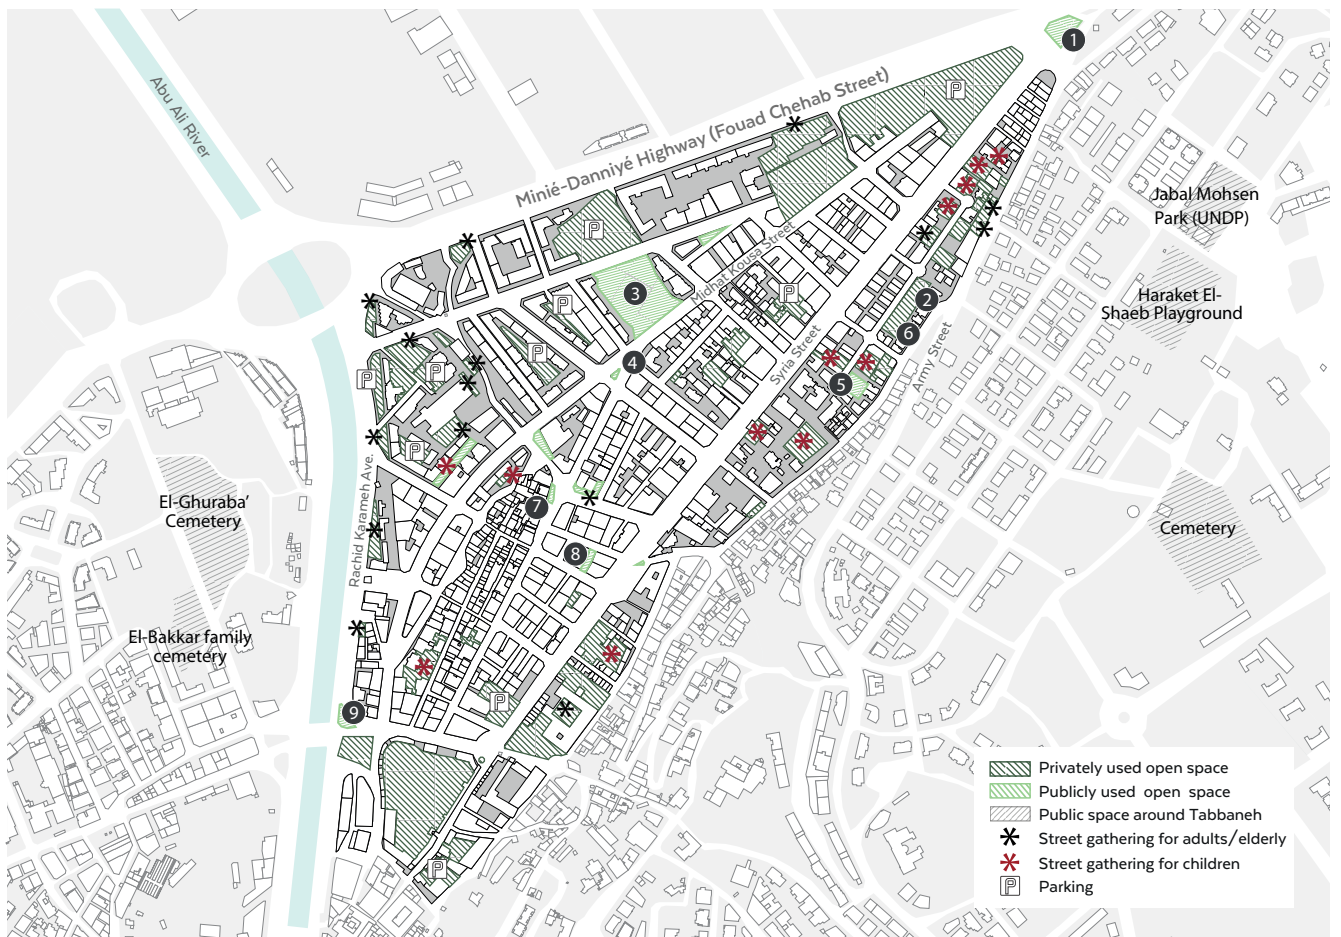 1
Abu Ali River
Minié-Danniyé Highway (Fouad Chehab Street)
P
Jabal Mohsen
Park (UNDP)
P
Midhat Kousa Street
3
P
P
2
Haraket El-
Shaeb Playground
6
Syria Street
Army Street
4
P
P
P
5
P
Rachid Karameh Ave.
El-Ghuraba'
Cemetery
7
Cemetery
8
El-Bakkar family
cemetery
P
9
P
Privately used open space
Publicly used open space
Public space around Tabbaneh
Street gathering for adults/elderly
Street gathering for children
P Parking